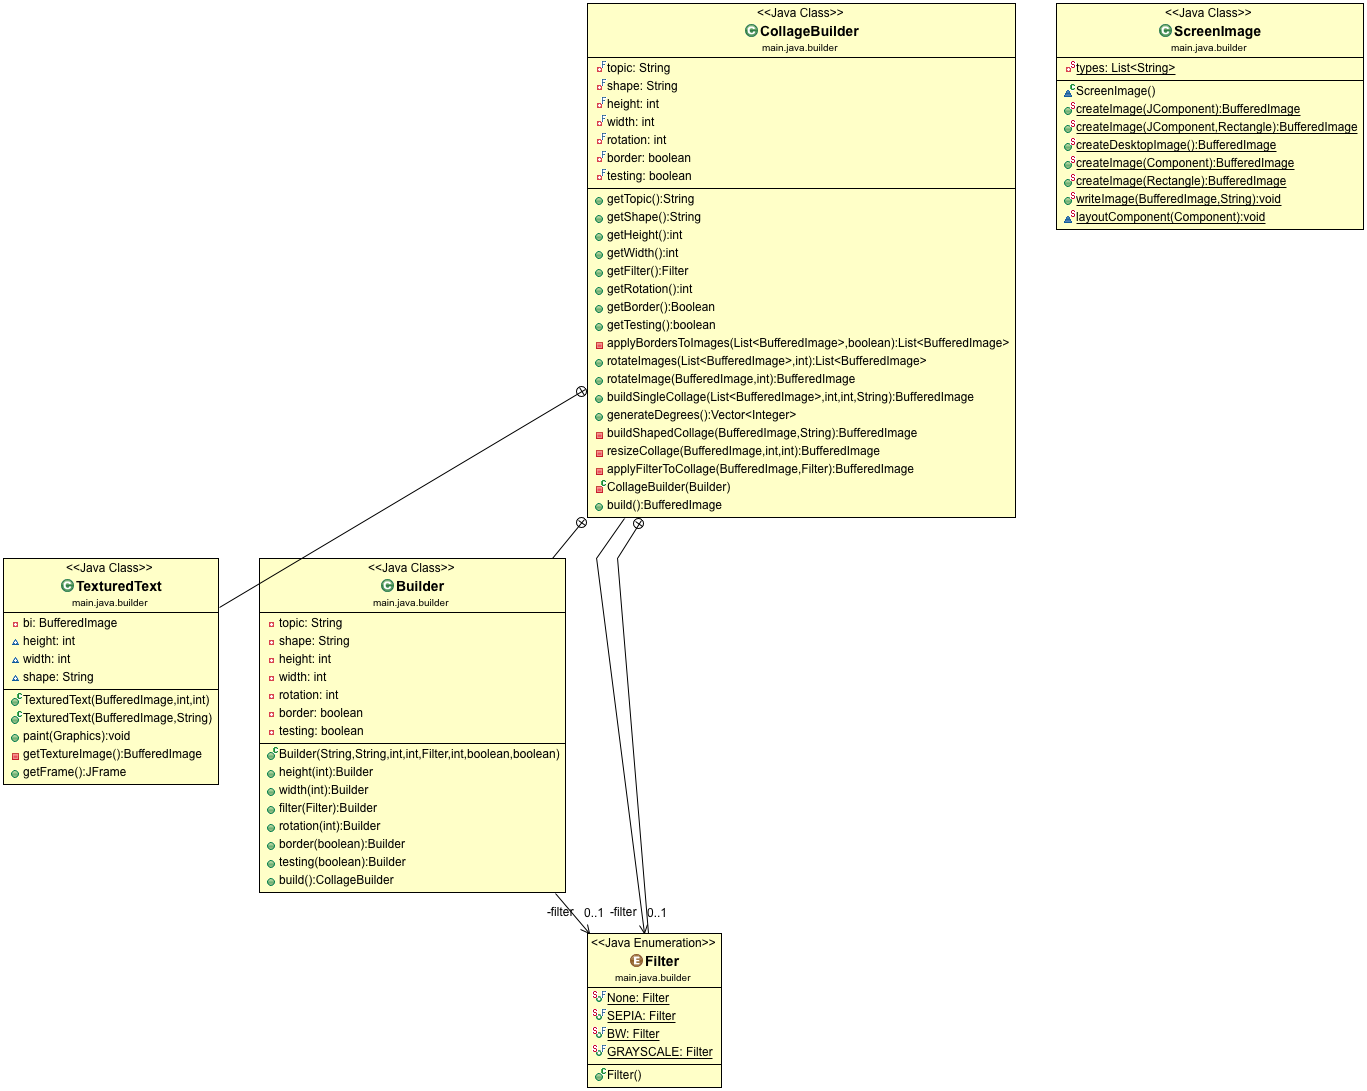 <<Java Class>>
CollageBuilder
main.java.builder
topic: String
shape: String
height: int
width: int
rotation: int
border: boolean
testing: boolean
getTopic():String
getShape():String
getHeight():int
getWidth():int
getFilter():Filter
getRotation():int
getBorder():Boolean
getTesting():boolean
applyBordersToImages(List<BufferedImage>,boolean):List<BufferedImage>
rotateImages(List<BufferedImage>,int):List<BufferedImage>
rotateImage(BufferedImage,int):BufferedImage
buildSingleCollage(List<BufferedImage>,int,int,String):BufferedImage
generateDegrees():Vector<Integer>
buildShapedCollage(BufferedImage,String):BufferedImage
resizeCollage(BufferedImage,int,int):BufferedImage
applyFilterToCollage(BufferedImage,Filter):BufferedImage
CollageBuilder(Builder)
build():BufferedImage
<<Java Class>>
ScreenImage
main.java.builder
types: List<String>
ScreenImage()
createImage(JComponent):BufferedImage
createImage(JComponent,Rectangle):BufferedImage
createDesktopImage():BufferedImage
createImage(Component):BufferedImage
createImage(Rectangle):BufferedImage
writeImage(BufferedImage,String):void
layoutComponent(Component):void
<<Java Class>>
TexturedText
main.java.builder
bi: BufferedImage
height: int
width: int
shape: String
TexturedText(BufferedImage,int,int)
TexturedText(BufferedImage,String)
paint(Graphics):void
getTextureImage():BufferedImage
getFrame():JFrame
<<Java Class>>
Builder
main.java.builder
topic: String
shape: String
height: int
width: int
rotation: int
border: boolean
testing: boolean
Builder(String,String,int,int,Filter,int,boolean,boolean)
height(int):Builder
width(int):Builder
filter(Filter):Builder
rotation(int):Builder
border(boolean):Builder
testing(boolean):Builder
build():CollageBuilder
-filter 0..1 -filter 0..1
<<Java Enumeration>>
Filter
main.java.builder
None: Filter
SEPIA: Filter
BW: Filter
GRAYSCALE: Filter
Filter()